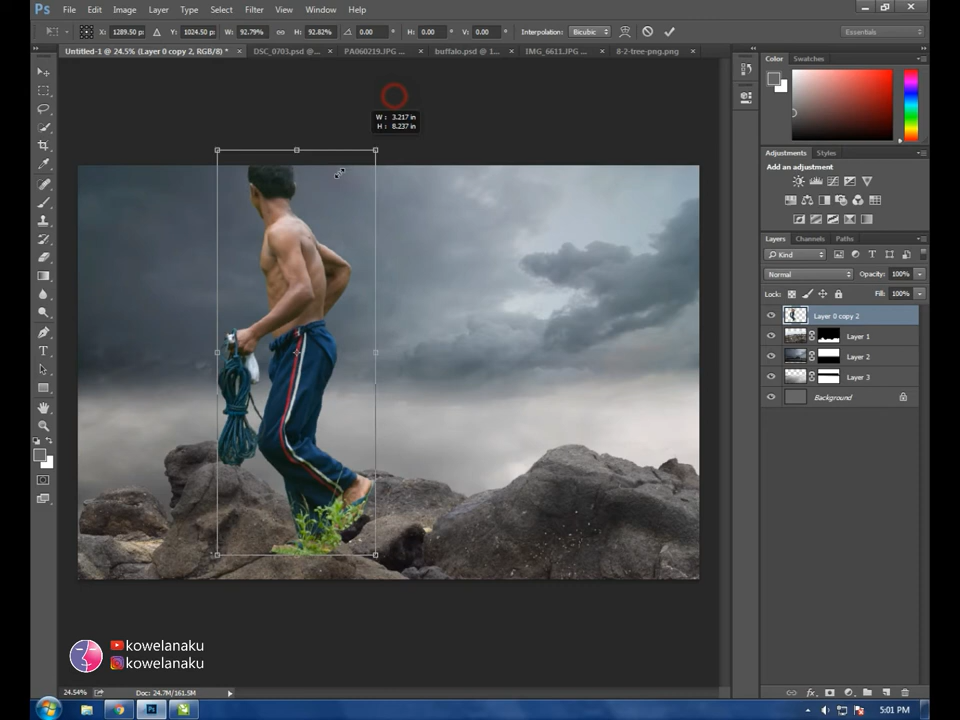 Ps File Edit Image Layer Type Select Filter View Window Help
X: 1289.50 px Y: 1024.50 px W: 92.79% H: 92.82% 0.00 ° H: 0.00 ° V: 0.00 ° Interpolation: Bicubic Essentials
Untitled-1 @ 24.5% (Layer 0 copy 2, RGB/8) * × DSC_0703.psd @... × PA060219.JPG ... × buffalo.psd @ 1... × IMG_6611.JPG ... × 8-2-tree-png.png ×
Color Swatches
W: 3.217 in
H: 8.237 in
Adjustments Styles
Add an adjustment
Layers Channels Paths
Kind
Normal Opacity: 100%
Lock: Fill: 100%
Layer 0 copy 2
Layer 1
Layer 2
Layer 3
Background
kowelanaku
kowelanaku
24.54% Doc: 24.7M/161.5M
5:01 PM